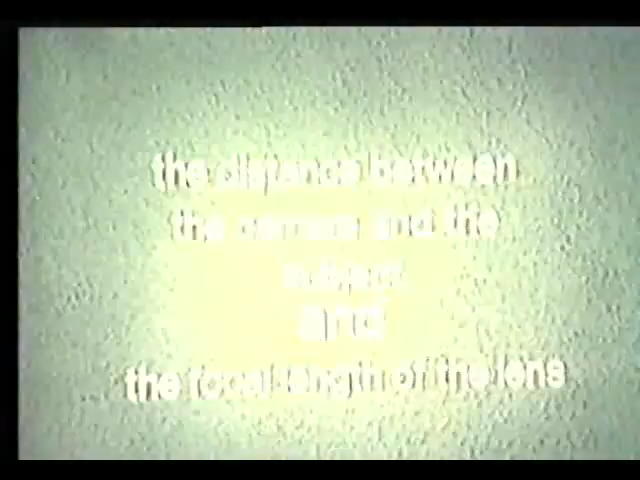 the distance between
the camera and the
subject
and
the focal length of the lens